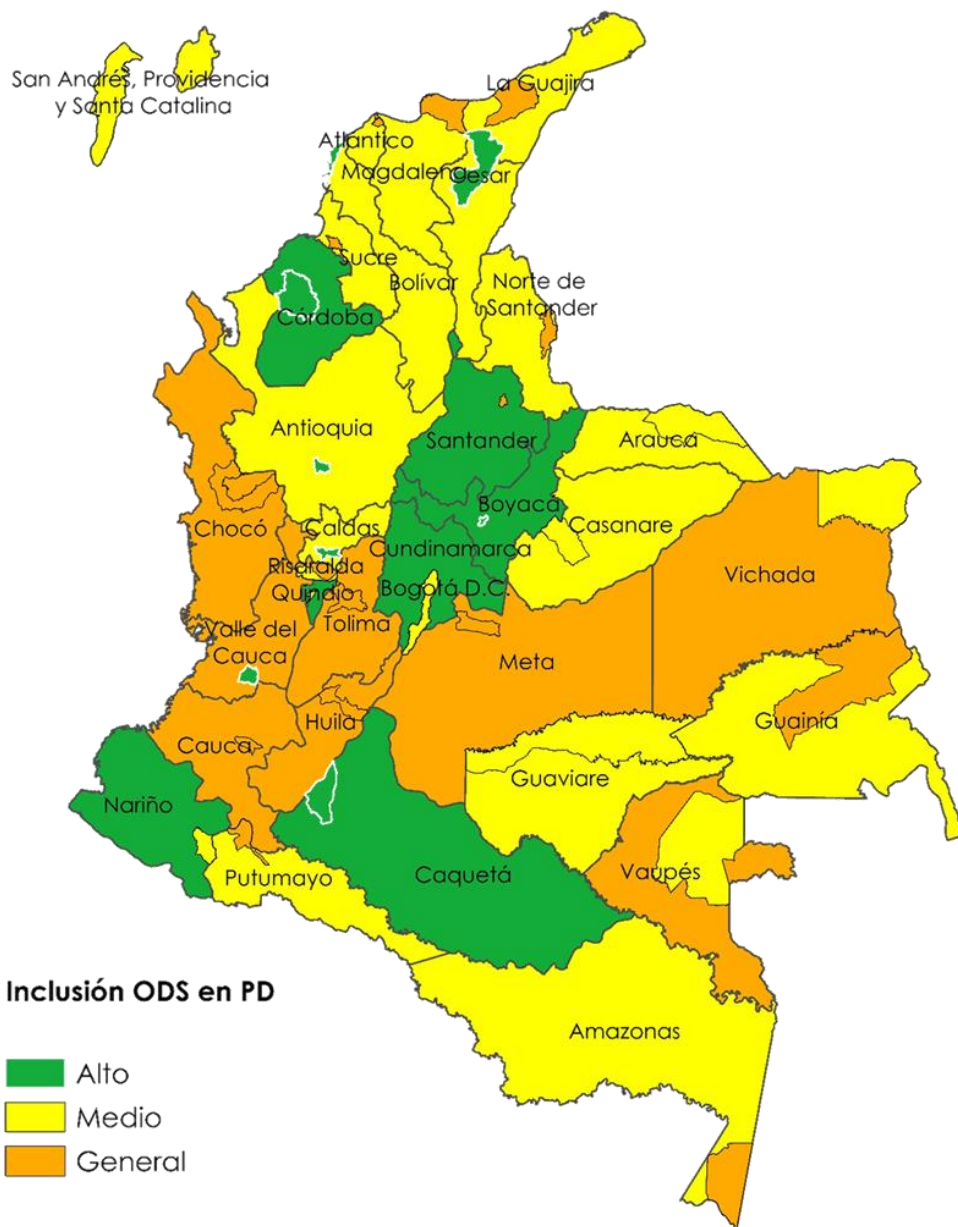 San Andrés, Providencia
y Santa Catalina
La Guajira
Atlantico
Magdalena
Cesar
Sucre
Bolívar
Norte de
Santander
Córdoba
Antioquia
Santander
Arauca
Boyacá
Chocó
Caldas
Casanare
Cundinamarca
Risaralda
Vichada
Quindio
Bogotá D.C.
Tolima
Valle del
Cauca
Meta
Huila
Guainía
Cauca
Guaviare
Nariño
Putumayo
Caquetá
Vaupés
Inclusión ODS en PD
Amazonas
Alto
Medio
General